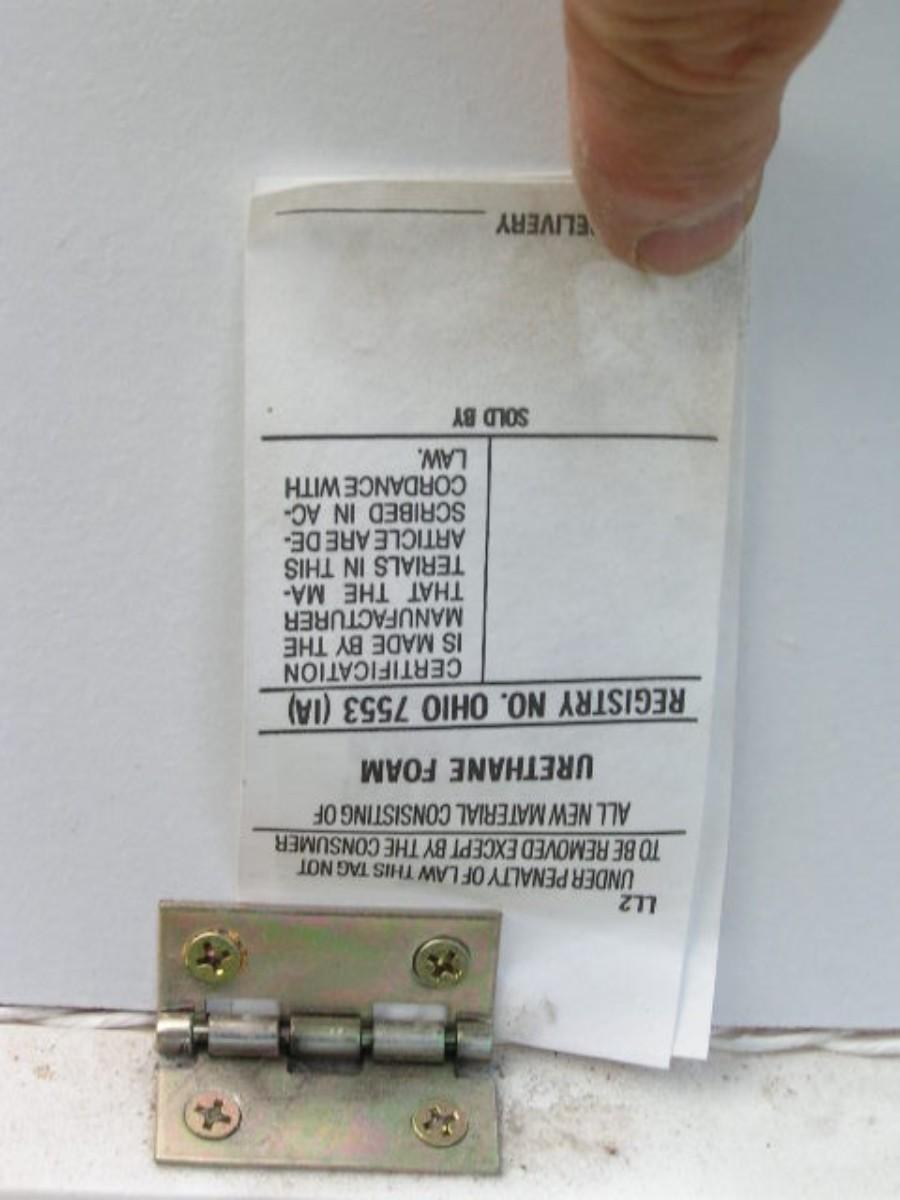 LL2
UNDER PENALTY OF LAW THIS TAG NOT
TO BE REMOVED EXCEPT BY THE CONSUMER
ALL NEW MATERIAL CONSISTING OF
URETHANE FOAM
REGISTRY NO. OHIO 7553 (IA)
CERTIFICATION
IS MADE BY THE
MANUFACTURER
THAT THE MA-
TERIALS IN THIS
ARTICLE ARE DE-
SCRIBED IN AC-
CORDANCE WITH
LAW.
SOLD BY
ELIVERY